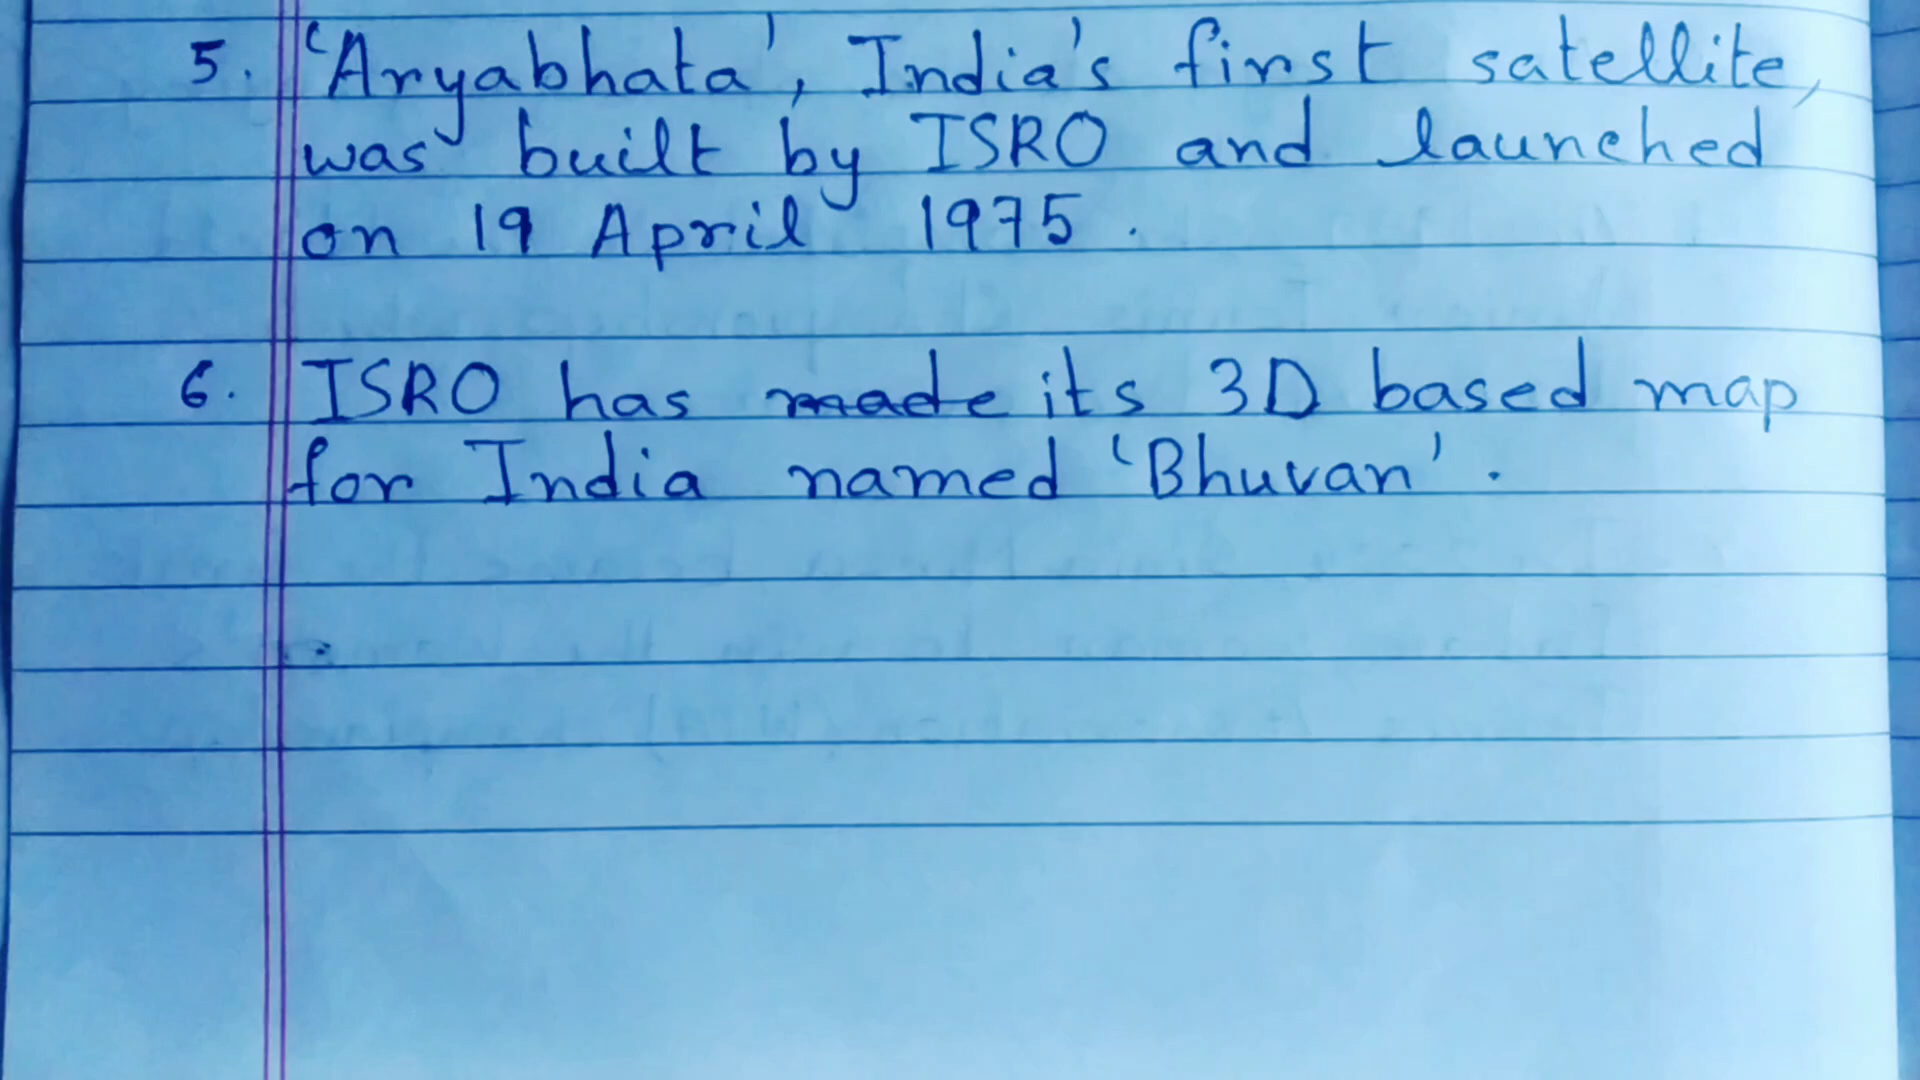 5. 'Aryabhata', India's first satellite,
was built by ISRO and launched
on 19 April 1975.
6. ISRO has made its 3D based map
for India named 'Bhuvan'.